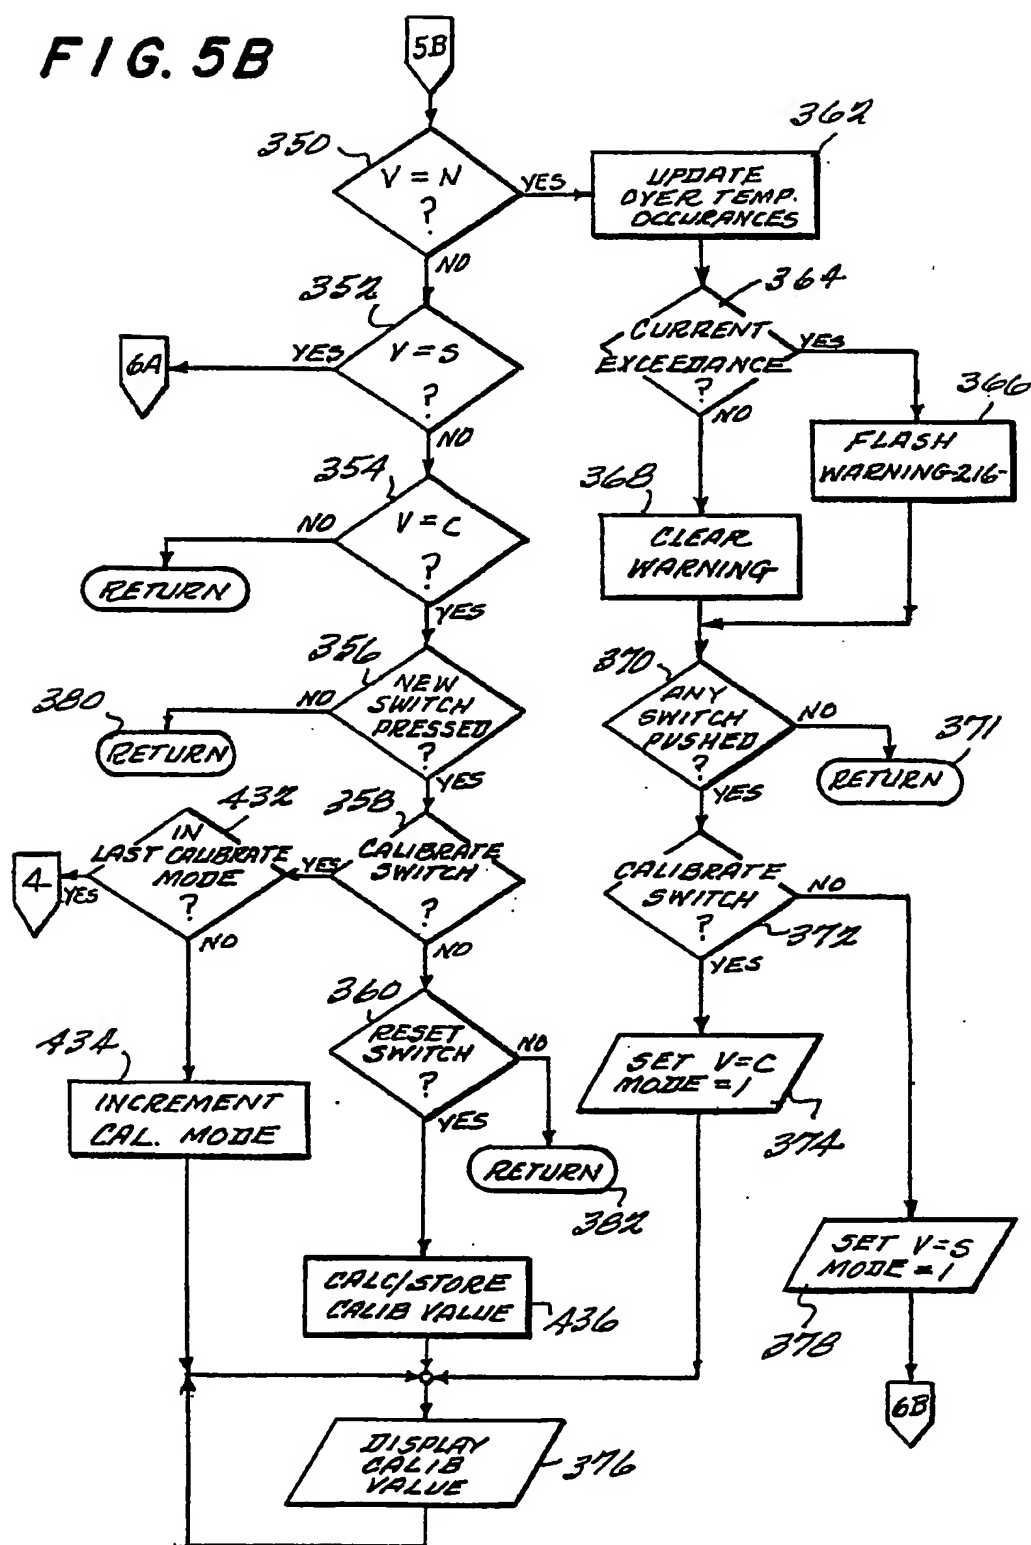 FIG. 5B
5B
350
V = N
?
YES
NO
362
UPDATE
OVER TEMP.
OCCURANCES
352
V = S
?
YES
NO
6A
364
CURRENT
EXCEEDANCE
?
YES
NO
366
FLASH
WARNING-216-
368
CLEAR
WARNING
354
V = C
?
NO
YES
RETURN
356
NEW
SWITCH
PRESSED
?
NO
YES
380
RETURN
370
ANY
SWITCH
PUSHED
?
NO
YES
371
RETURN
432
IN
LAST CALIBRATE
MODE
?
YES
NO
4
358
CALIBRATE
SWITCH
?
YES
NO
CALIBRATE
SWITCH
?
NO
372
YES
360
RESET
SWITCH
?
NO
YES
434
INCREMENT
CAL. MODE
SET V=C
MODE = 1
374
RETURN
382
SET V=S
MODE = 1
378
CALC/STORE
CALIB VALUE
436
6B
DISPLAY
CALIB
VALUE
376